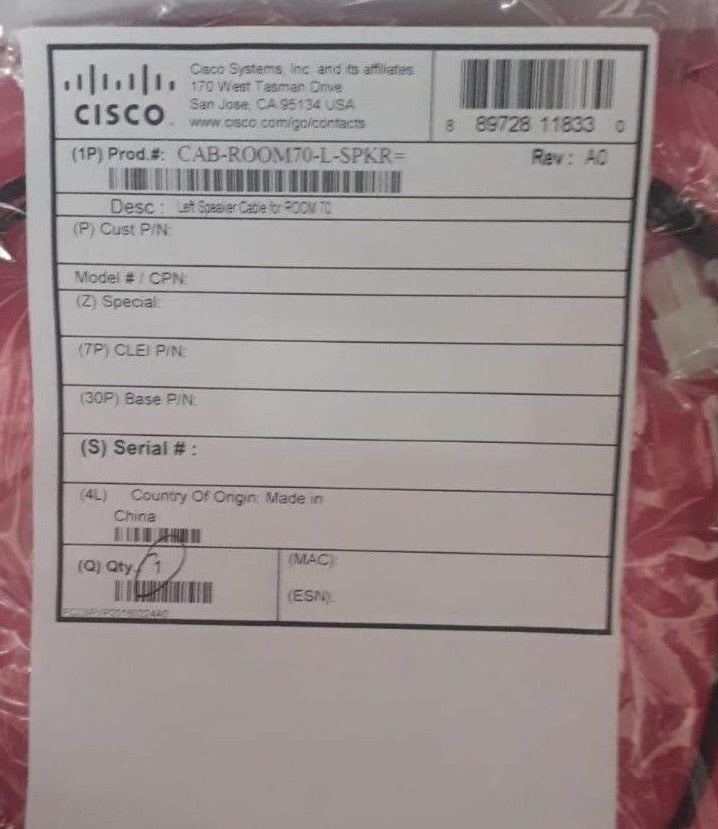 CISCO
Cisco Systems, Inc. and its affiliates
170 West Tasman Drive
San Jose, CA 95134 USA
www.cisco.com/go/contacts
8 89728 11833 0
(1P) Prod.#: CAB-ROOM70-L-SPKR=
Rev : A0
Desc : Left Speaker Cable for ROOM 70
(P) Cust P/N:
Model # / CPN:
(Z) Special:
(7P) CLEI P/N:
(30P) Base P/N:
(S) Serial # :
(4L) Country Of Origin: Made in
China
(Q) Qty.: 1
(MAC):
(ESN):